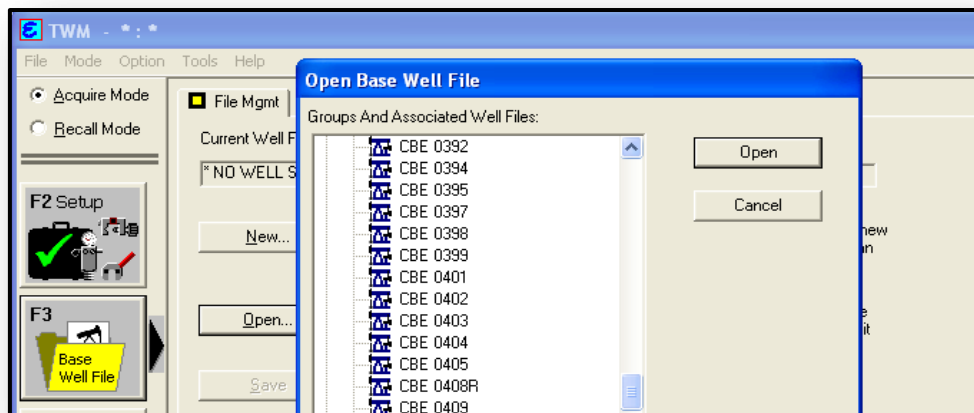 TWM - * : *
File Mode Option Tools Help
Acquire Mode
Recall Mode
F2 Setup
F3
Base
Well File
File Mgmt
Current Well F
* NO WELL S
New...
Open...
Save
Open Base Well File
Groups And Associated Well Files:
CBE 0392
CBE 0394
CBE 0395
CBE 0397
CBE 0398
CBE 0399
CBE 0401
CBE 0402
CBE 0403
CBE 0404
CBE 0405
CBE 0408R
CBE 0409
Open
Cancel
new
it